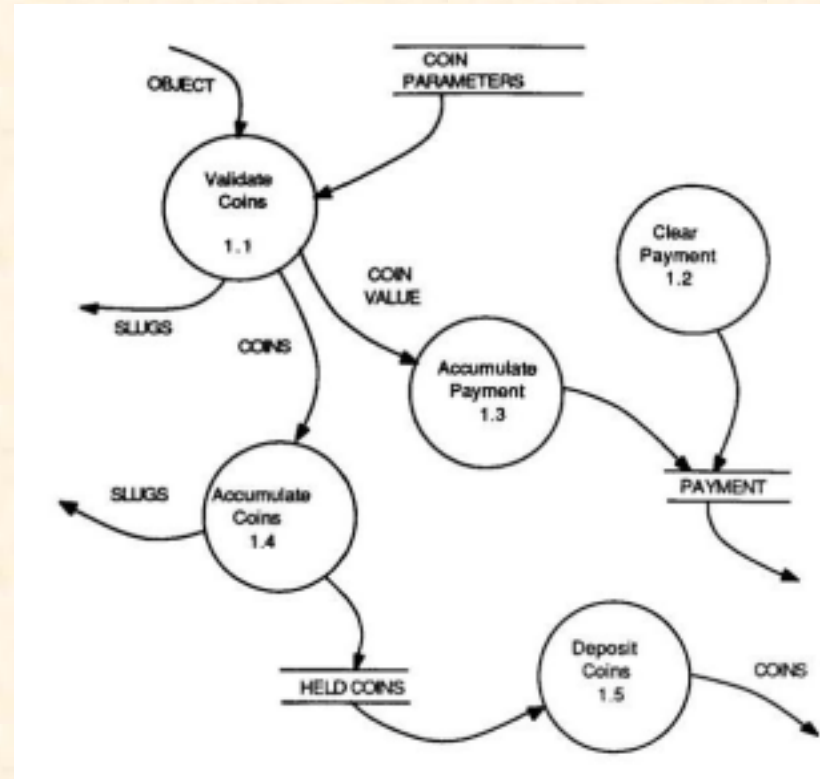 OBJECT
COIN
PARAMETERS
Validate
Coins
1.1
Clear
Payment
1.2
COIN
VALUE
SLUGS
COINS
Accumulate
Payment
1.3
SLUGS
Accumulate
Coins
1.4
PAYMENT
Deposit
Coins
1.5
COINS
HELD COINS